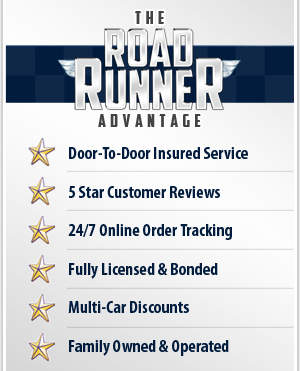 THE
ROAD
RUNNER
ADVANTAGE
Door-To-Door Insured Service
5 Star Customer Reviews
24/7 Online Order Tracking
Fully Licensed & Bonded
Multi-Car Discounts
Family Owned & Operated